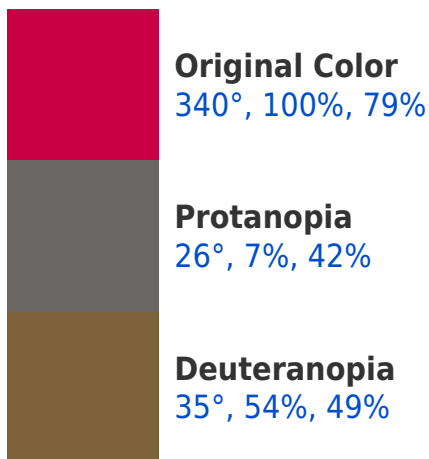 Original Color
340°, 100%, 79%
Protanopia
26°, 7%, 42%
Deuteranopia
35°, 54%, 49%